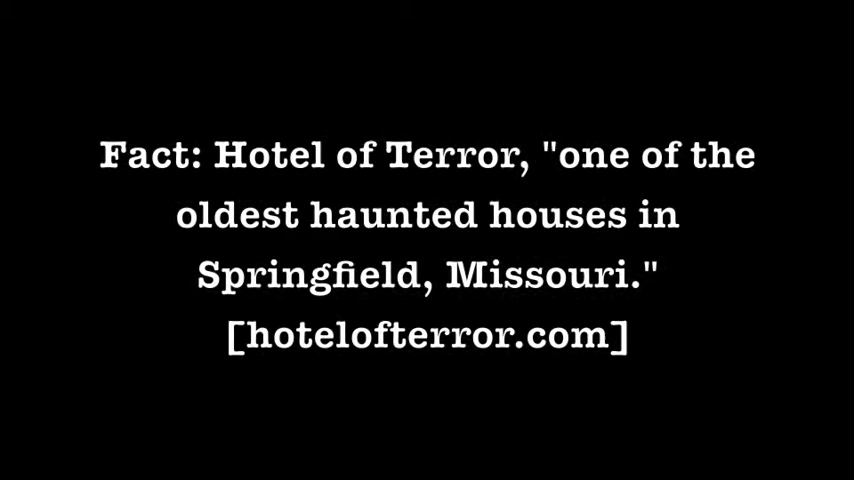 Fact: Hotel of Terror, "one of the
oldest haunted houses in
Springfield, Missouri."
[hotelofterror.com]